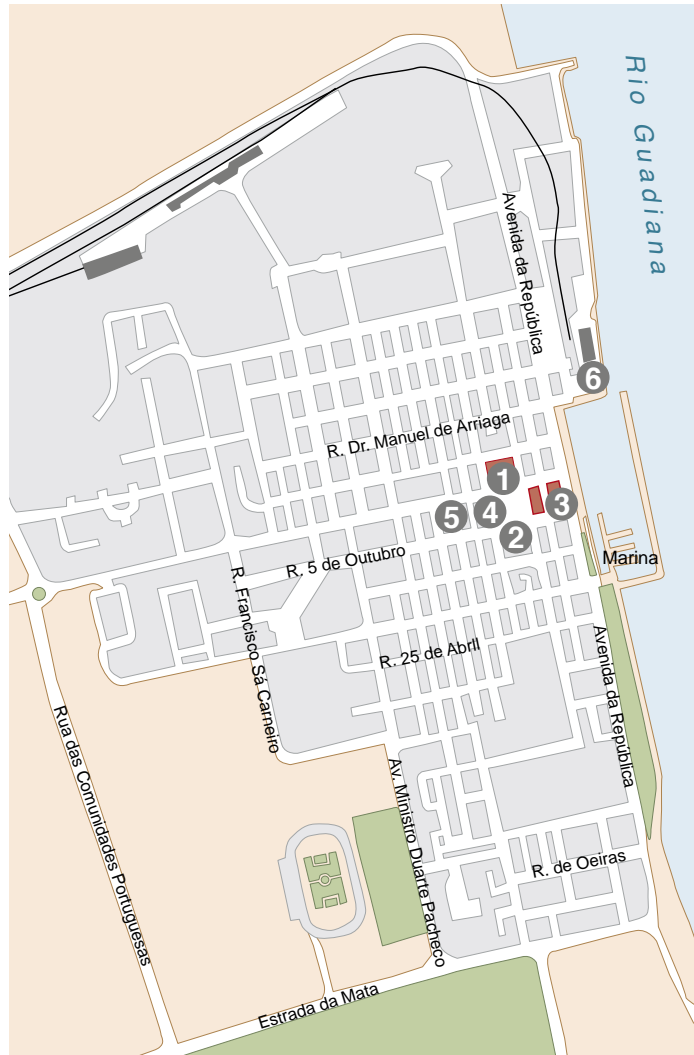 Rio Guadiana
Avenida da República
6
R. Dr. Manuel de Arriaga
1
3
4
5
2
R. 5 de Outubro
Marina
R. Francisco Sá Carneiro
R. 25 de Abrll
Avenida da República
Rua das Comunidades Portuguesas
Av. Ministro Duarte Pacheco
R. de Oeiras
Estrada da Mata